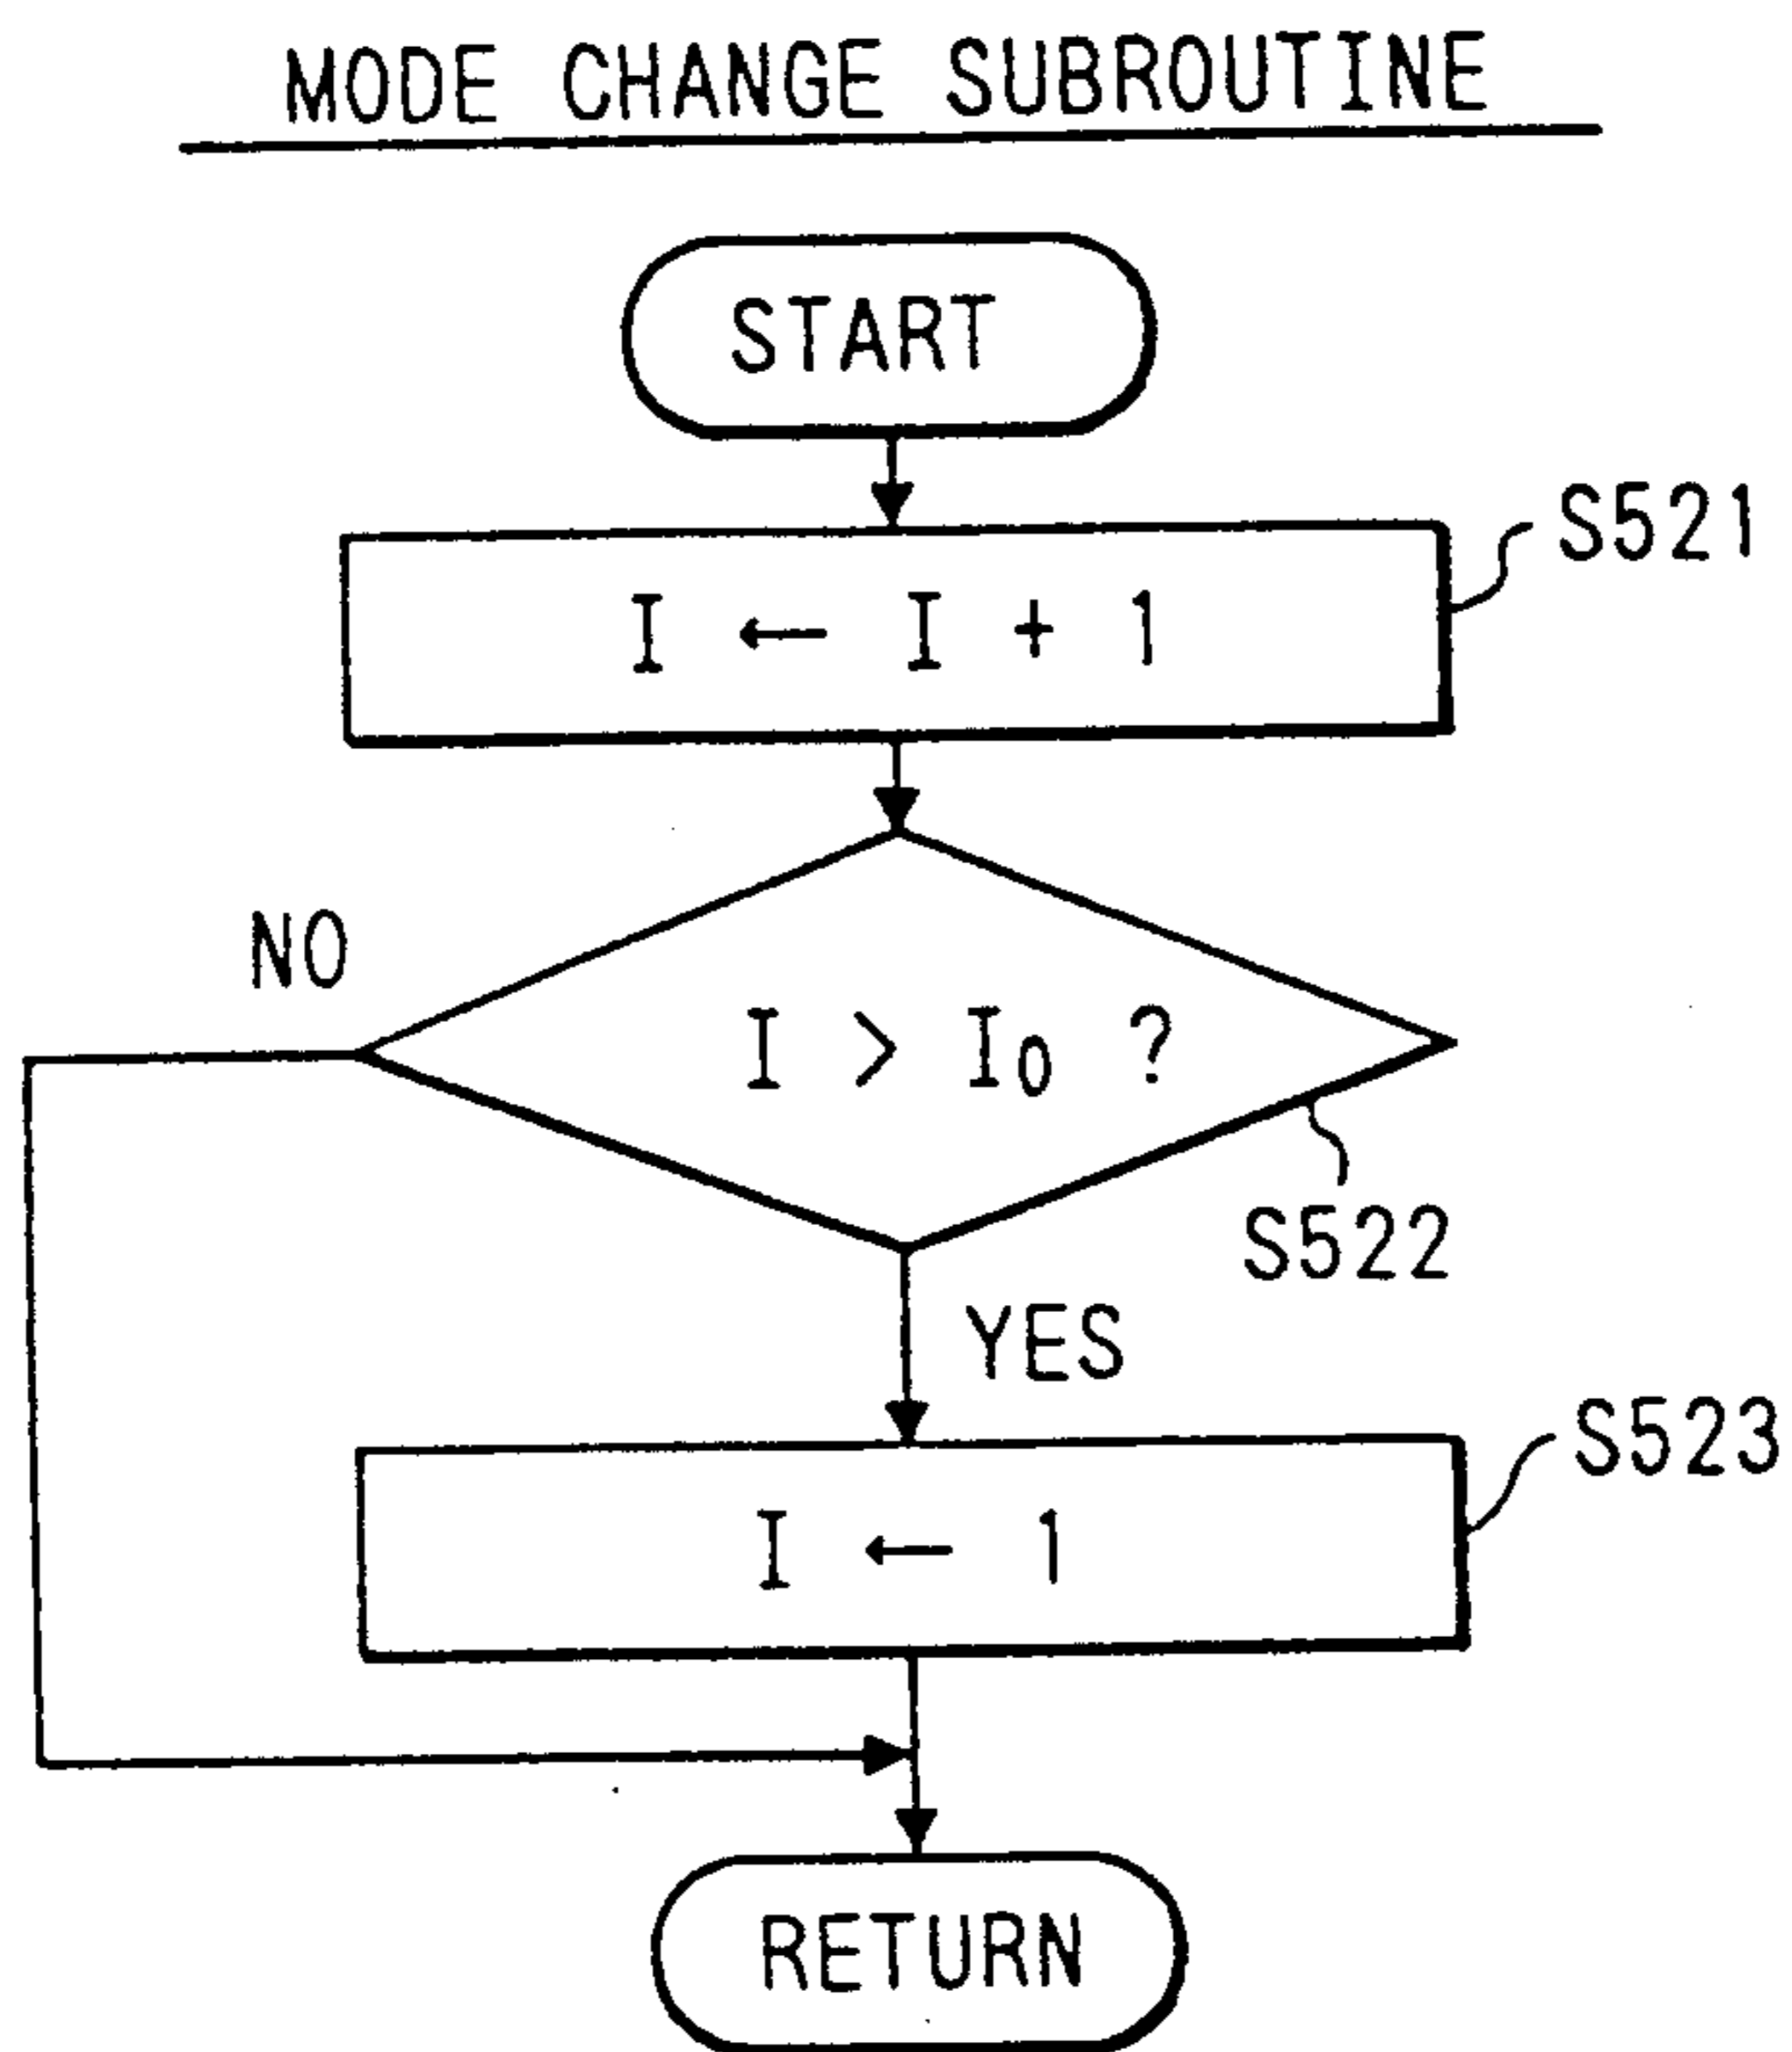 MODE CHANGE SUBROUTINE
START
S521
I ← I + 1
NO
I > I₀ ?
S522
YES
S523
I ← 1
RETURN